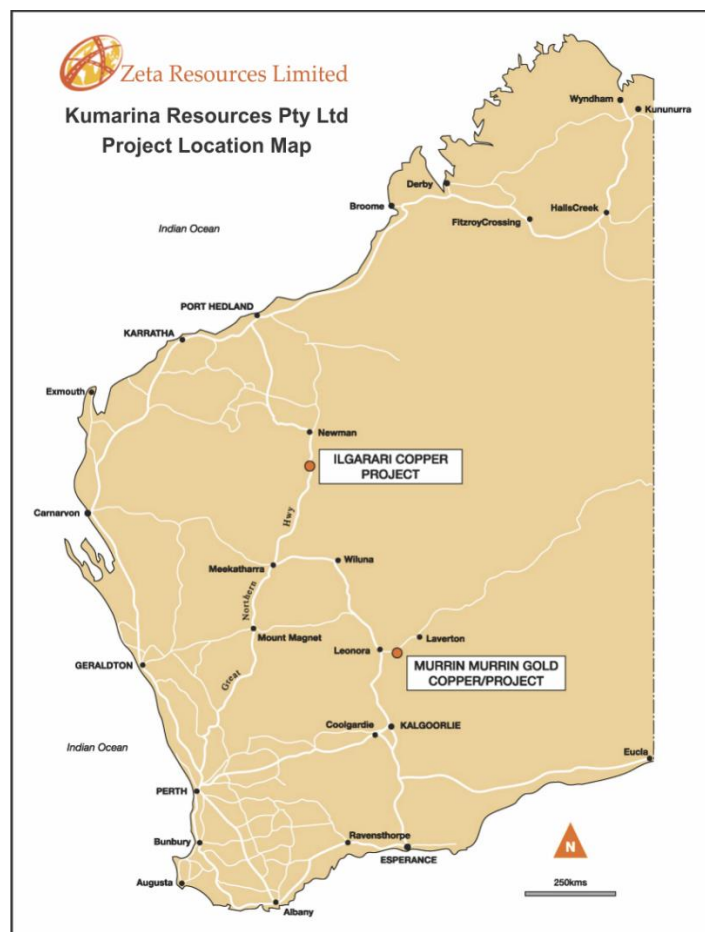 Zeta Resources Limited
Kumarina Resources Pty Ltd
Project Location Map
Wyndham
Kununurra
Derby
Broome
HallsCreek
FitzroyCrossing
Indian Ocean
PORT HEDLAND
KARRATHA
Exmouth
Newman
ILGARARI COPPER
PROJECT
Carnarvon
Hwy
Meekatharra
Wiluna
Northern
Mount Magnet
Laverton
Leonora
GERALDTON
MURRIN MURRIN GOLD
COPPER/PROJECT
Great
Coolgardie
KALGOORLIE
Indian Ocean
Eucla
PERTH
Bunbury
Ravensthorpe
ESPERANCE
N
Augusta
250kms
Albany